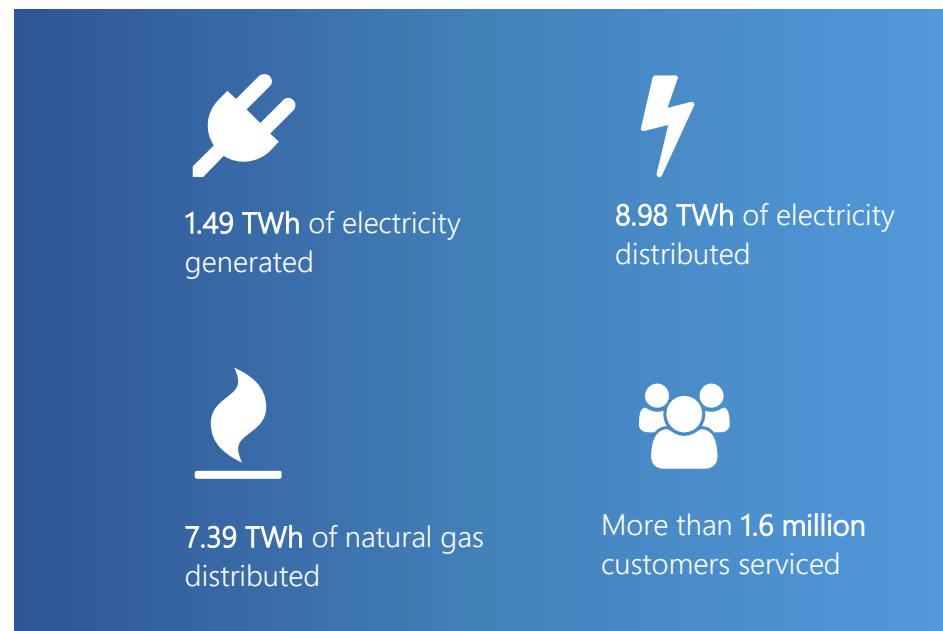 1.49 TWh of electricity
generated
8.98 TWh of electricity
distributed
7.39 TWh of natural gas
distributed
More than 1.6 million
customers serviced